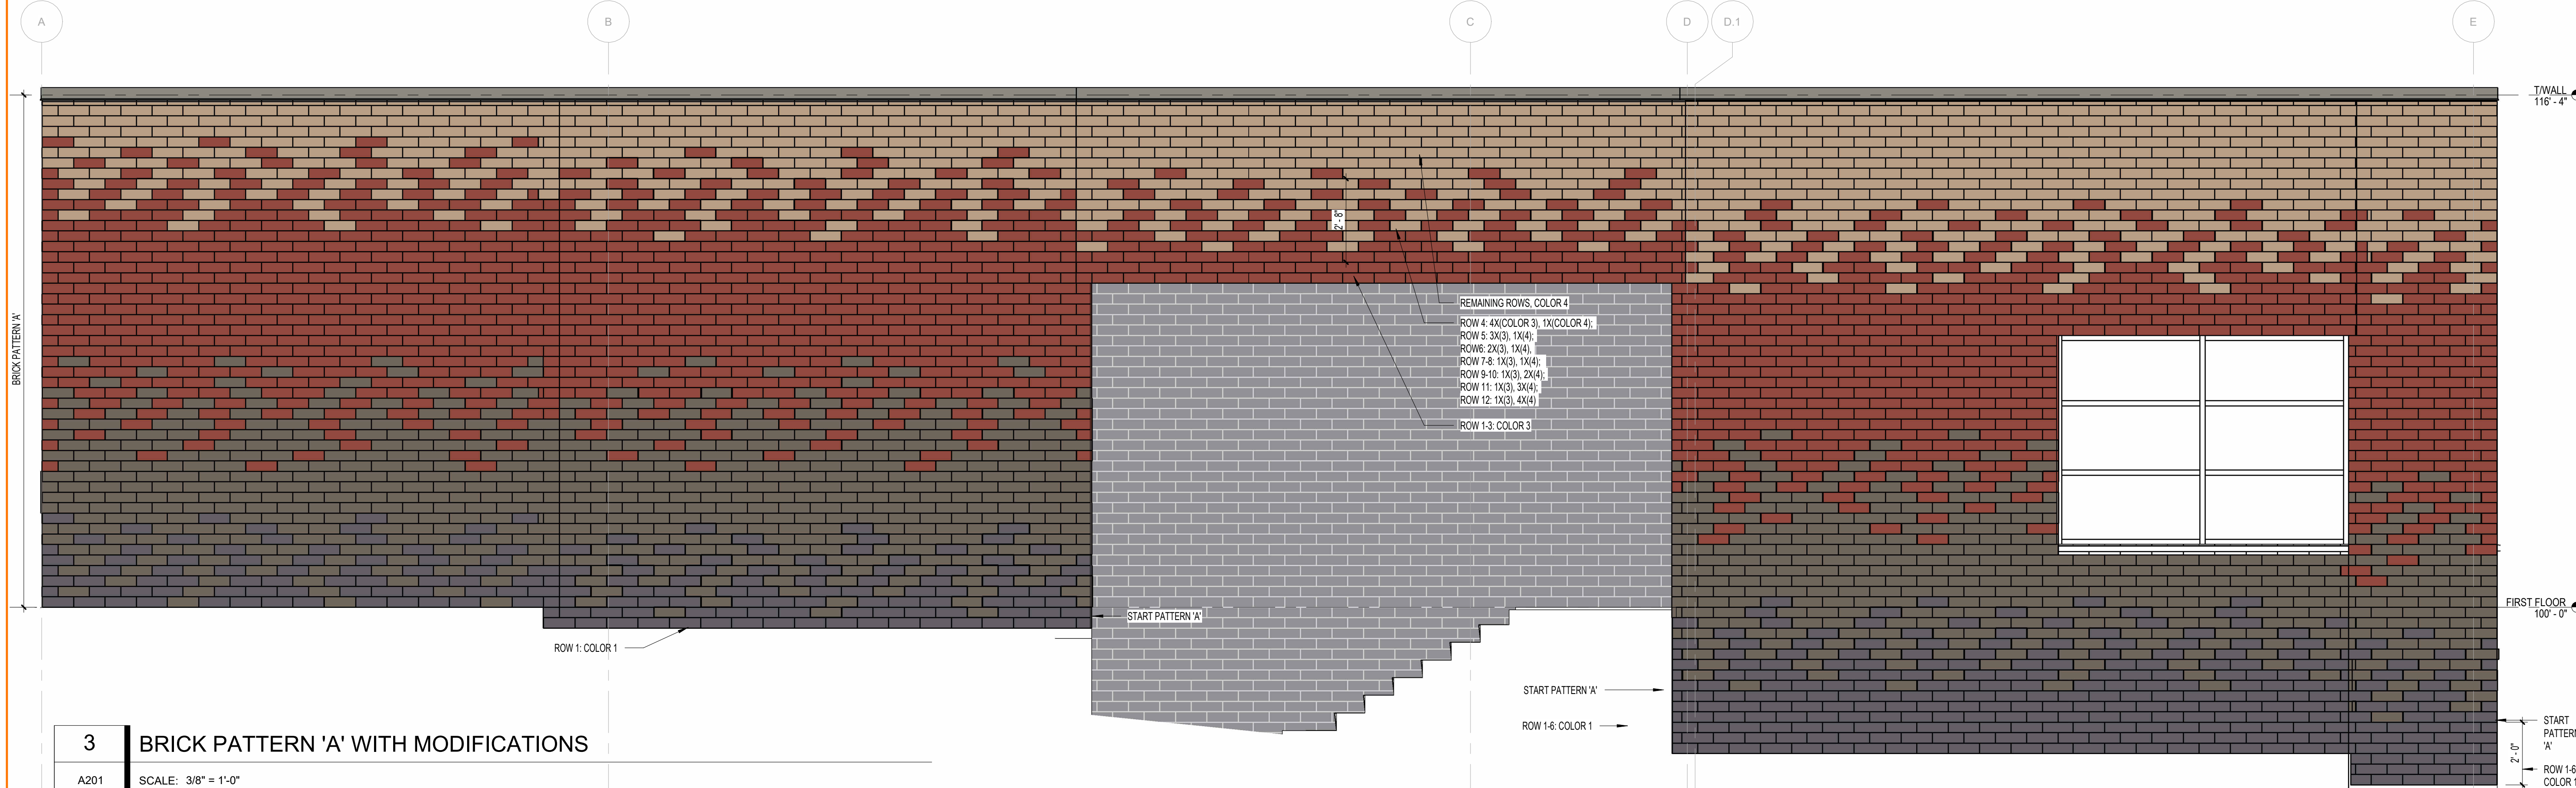 A
B
C
D
D.1
E
T/WALL
116' - 4"
BRICK PATTERN 'A'
2' - 8"
REMAINING ROWS, COLOR 4
ROW 4: 4X(COLOR 3), 1X(COLOR 4);
ROW 5: 3X(3), 1X(4);
ROW6: 2X(3), 1X(4),
ROW 7-8: 1X(3), 1X(4);
ROW 9-10: 1X(3), 2X(4);
ROW 11: 1X(3), 3X(4);
ROW 12: 1X(3), 4X(4)
ROW 1-3: COLOR 3
FIRST FLOOR
100' - 0"
START PATTERN 'A'
ROW 1: COLOR 1
START PATTERN 'A'
ROW 1-6: COLOR 1
START
PATTERN
'A'
2' - 0"
ROW 1-6
COLOR 1
3
BRICK PATTERN 'A' WITH MODIFICATIONS
A201
SCALE: 3/8" = 1'-0"